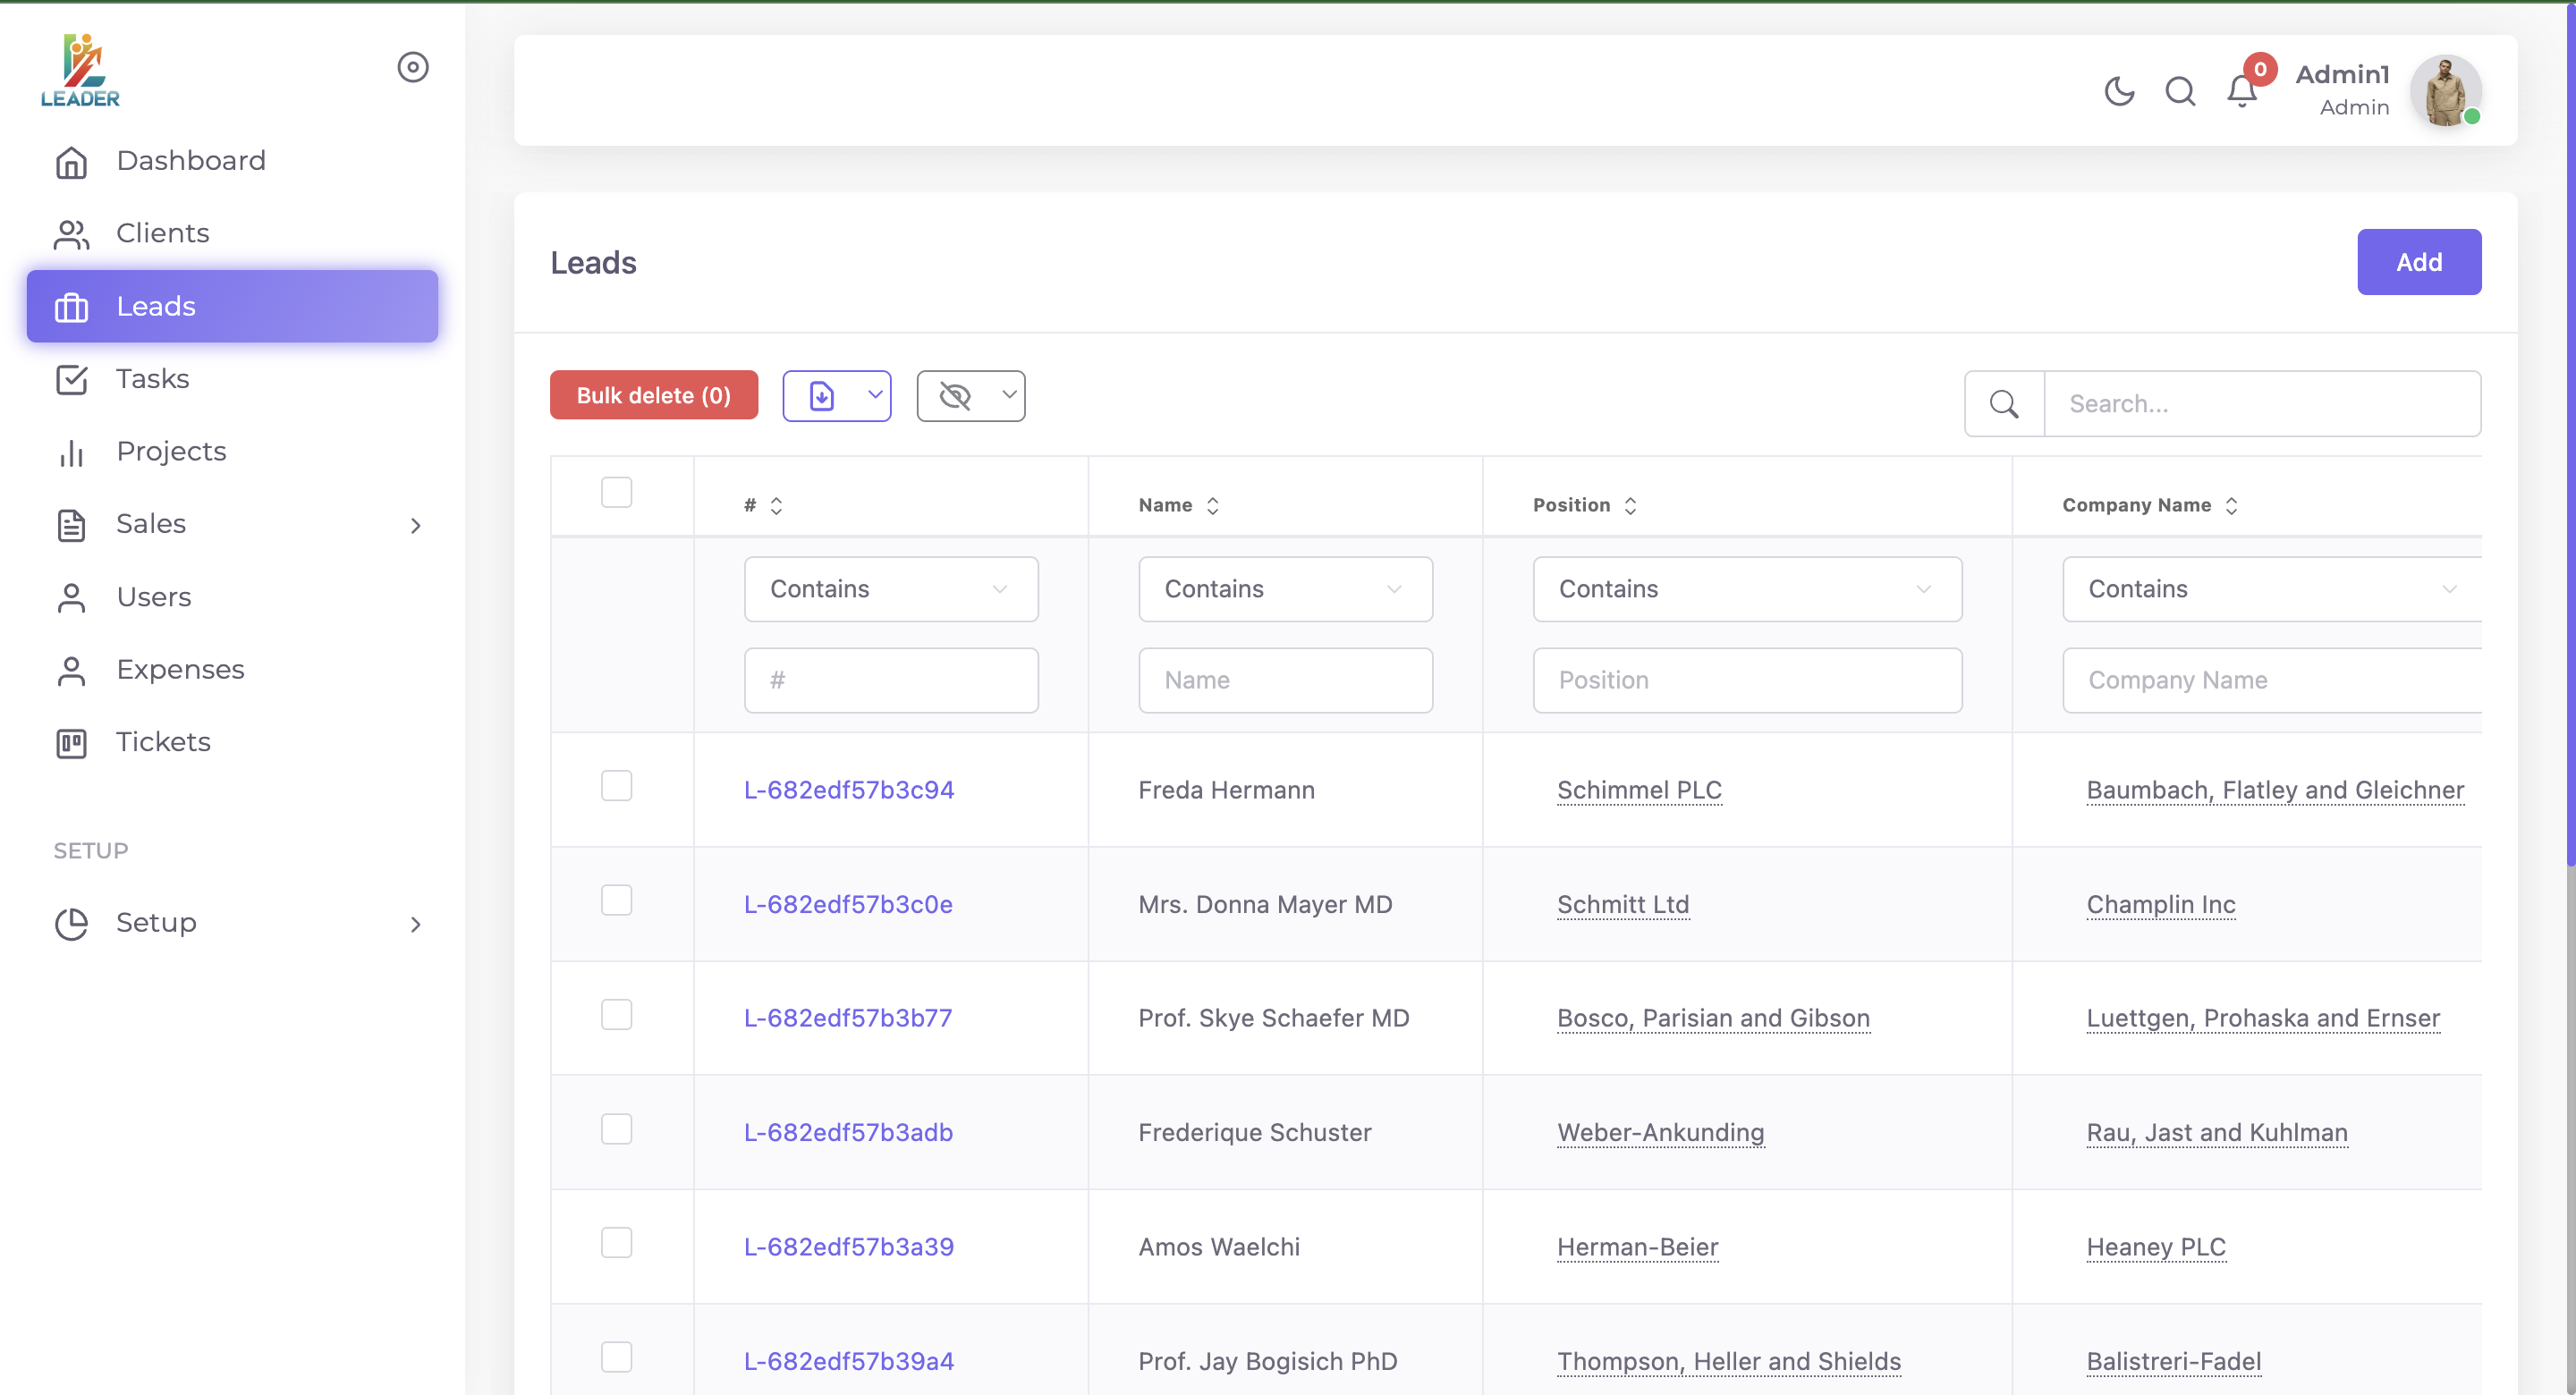 LEADER
Dashboard
Clients
Leads
Tasks
Projects
Sales
Users
Expenses
Tickets
SETUP
Setup
0
Admin1
Admin
Leads
Add
Bulk delete (0)
Search...
# Name Position Company Name
Contains Contains Contains Contains
# Name Position Company Name
L-682edf57b3c94 Freda Hermann Schimmel PLC Baumbach, Flatley and Gleichner
L-682edf57b3c0e Mrs. Donna Mayer MD Schmitt Ltd Champlin Inc
L-682edf57b3b77 Prof. Skye Schaefer MD Bosco, Parisian and Gibson Luettgen, Prohaska and Ernser
L-682edf57b3adb Frederique Schuster Weber-Ankunding Rau, Jast and Kuhlman
L-682edf57b3a39 Amos Waelchi Herman-Beier Heaney PLC
L-682edf57b39a4 Prof. Jay Bogisich PhD Thompson, Heller and Shields Balistreri-Fadel